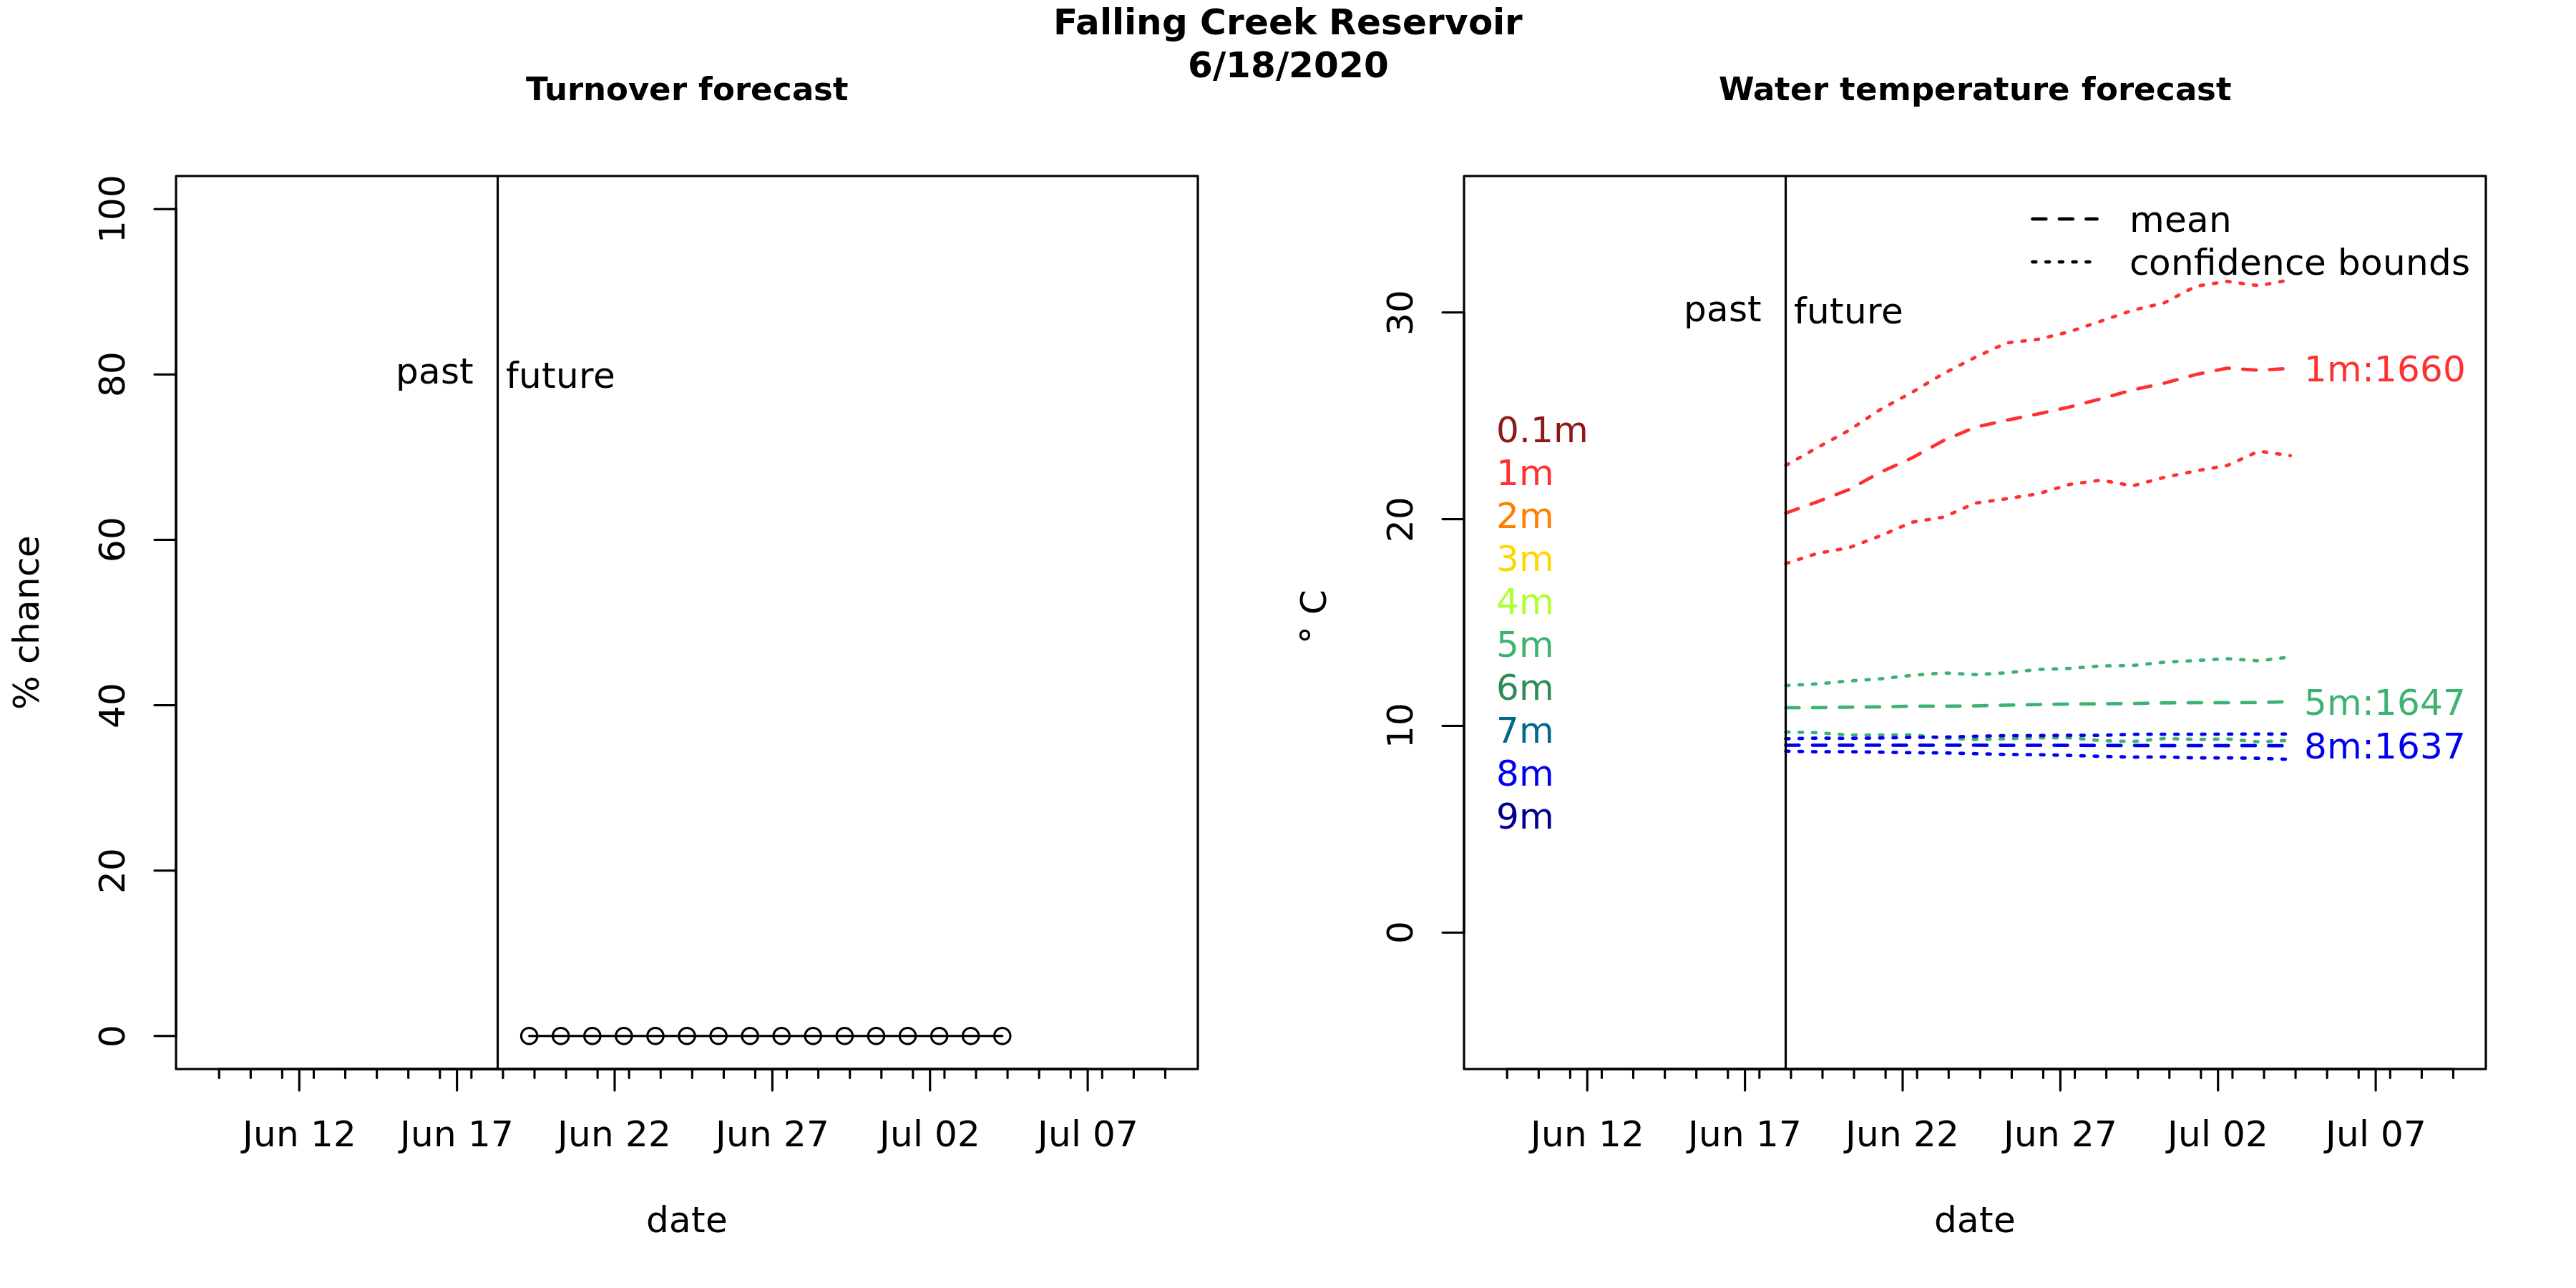 Falling Creek Reservoir
6/18/2020
Turnover forecast
% chance
100
80
60
40
20
0
past
future
Jun 12
Jun 17
Jun 22
Jun 27
Jul 02
Jul 07
date
Water temperature forecast
° C
30
20
10
0
mean
confidence bounds
past
future
0.1m
1m
2m
3m
4m
5m
6m
7m
8m
9m
1m:1660
5m:1647
8m:1637
Jun 12
Jun 17
Jun 22
Jun 27
Jul 02
Jul 07
date